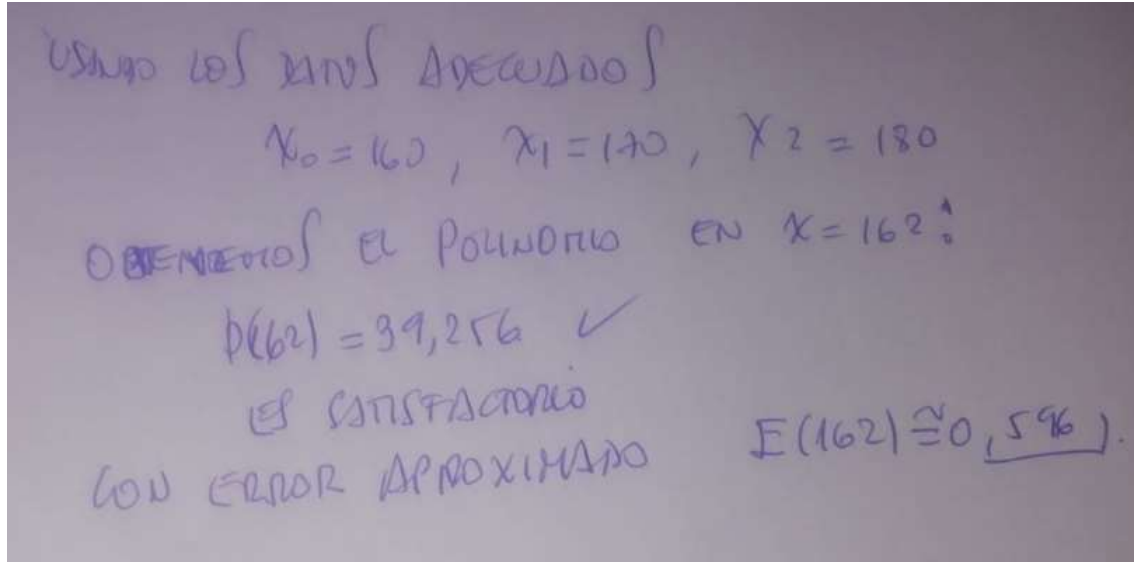 USANDO LOS DATOS ADECUADOS
X₀ = 160, X₁ = 170, X₂ = 180
OBTENEMOS EL POLINOMIO EN X = 162:
p(162) = 39,256 ✓
ES SATISFACTORIO
CON ERROR APROXIMADO E(162) ≅ 0,596).